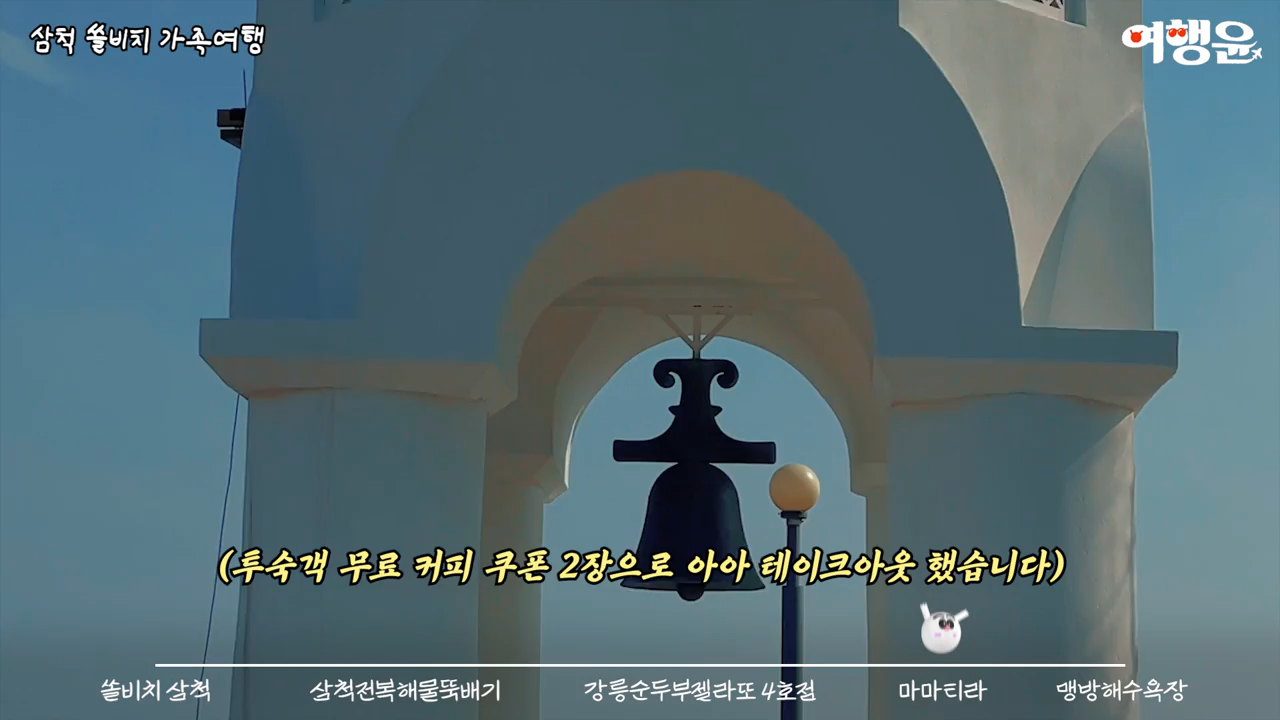 삼척 쏠비치 가족여행
여행윤
(투숙객 무료 커피 쿠폰 2장으로 아아 테이크아웃 했습니다)
쏠비치 삼척
삼척전복해물뚝배기
강릉순두부젤라또 4호점
마마티라
맹방해수욕장